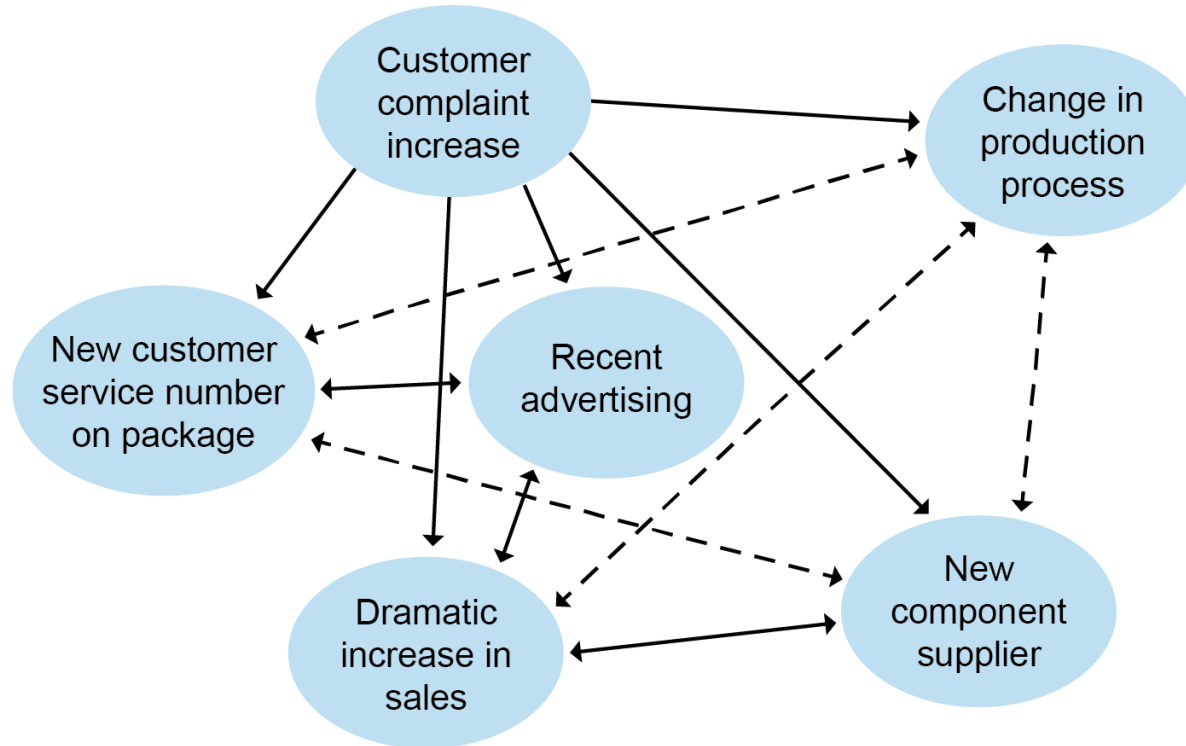 Customer
complaint
increase
Change in
production
process
New customer
service number
on package
Recent
advertising
Dramatic
increase in
sales
New
component
supplier